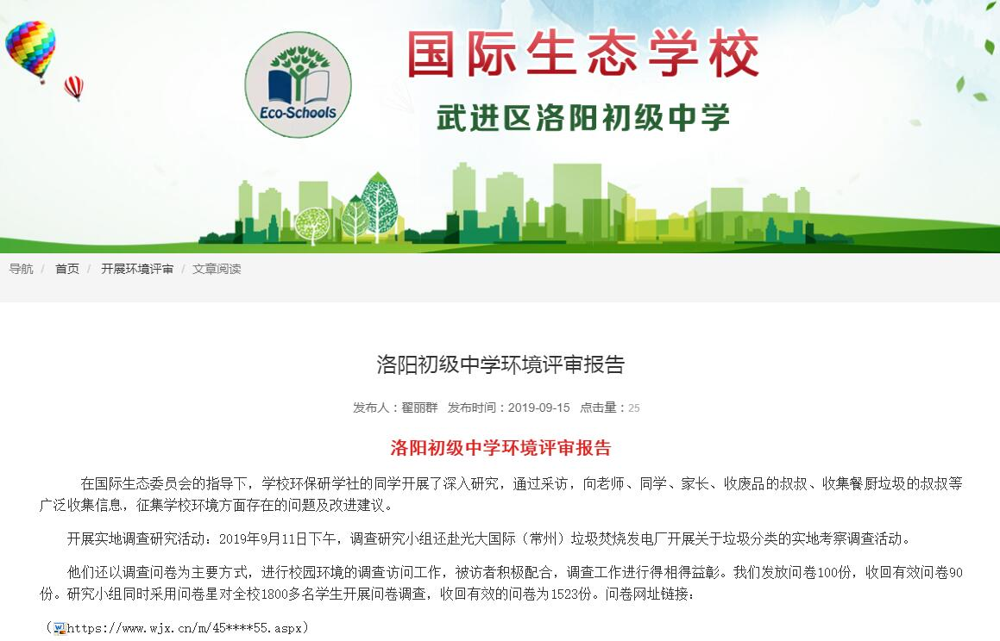 国际生态学校
Eco-Schools
武进区洛阳初级中学
导航 / 首页 / 开展环境评审 / 文章阅读
洛阳初级中学环境评审报告
发布人：翟丽群 发布时间：2019-09-15 点击量：25
洛阳初级中学环境评审报告
在国际生态委员会的指导下，学校环保研学社的同学开展了深入研究，通过采访，向老师、同学、家长、收废品的叔叔、收集餐厨垃圾的叔叔等
广泛收集信息，征集学校环境方面存在的问题及改进建议。
开展实地调查研究活动：2019年9月11日下午，调查研究小组还赴光大国际（常州）垃圾焚烧发电厂开展关于垃圾分类的实地考察调查活动。
他们还以调查问卷为主要方式，进行校园环境的调查访问工作，被访者积极配合，调查工作进行得相得益彰。我们发放问卷100份，收回有效问卷90
份。研究小组同时采用问卷星对全校1800多名学生开展问卷调查，收回有效的问卷为1523份。问卷网址链接：
（https://www.wjx.cn/m/45****55.aspx）